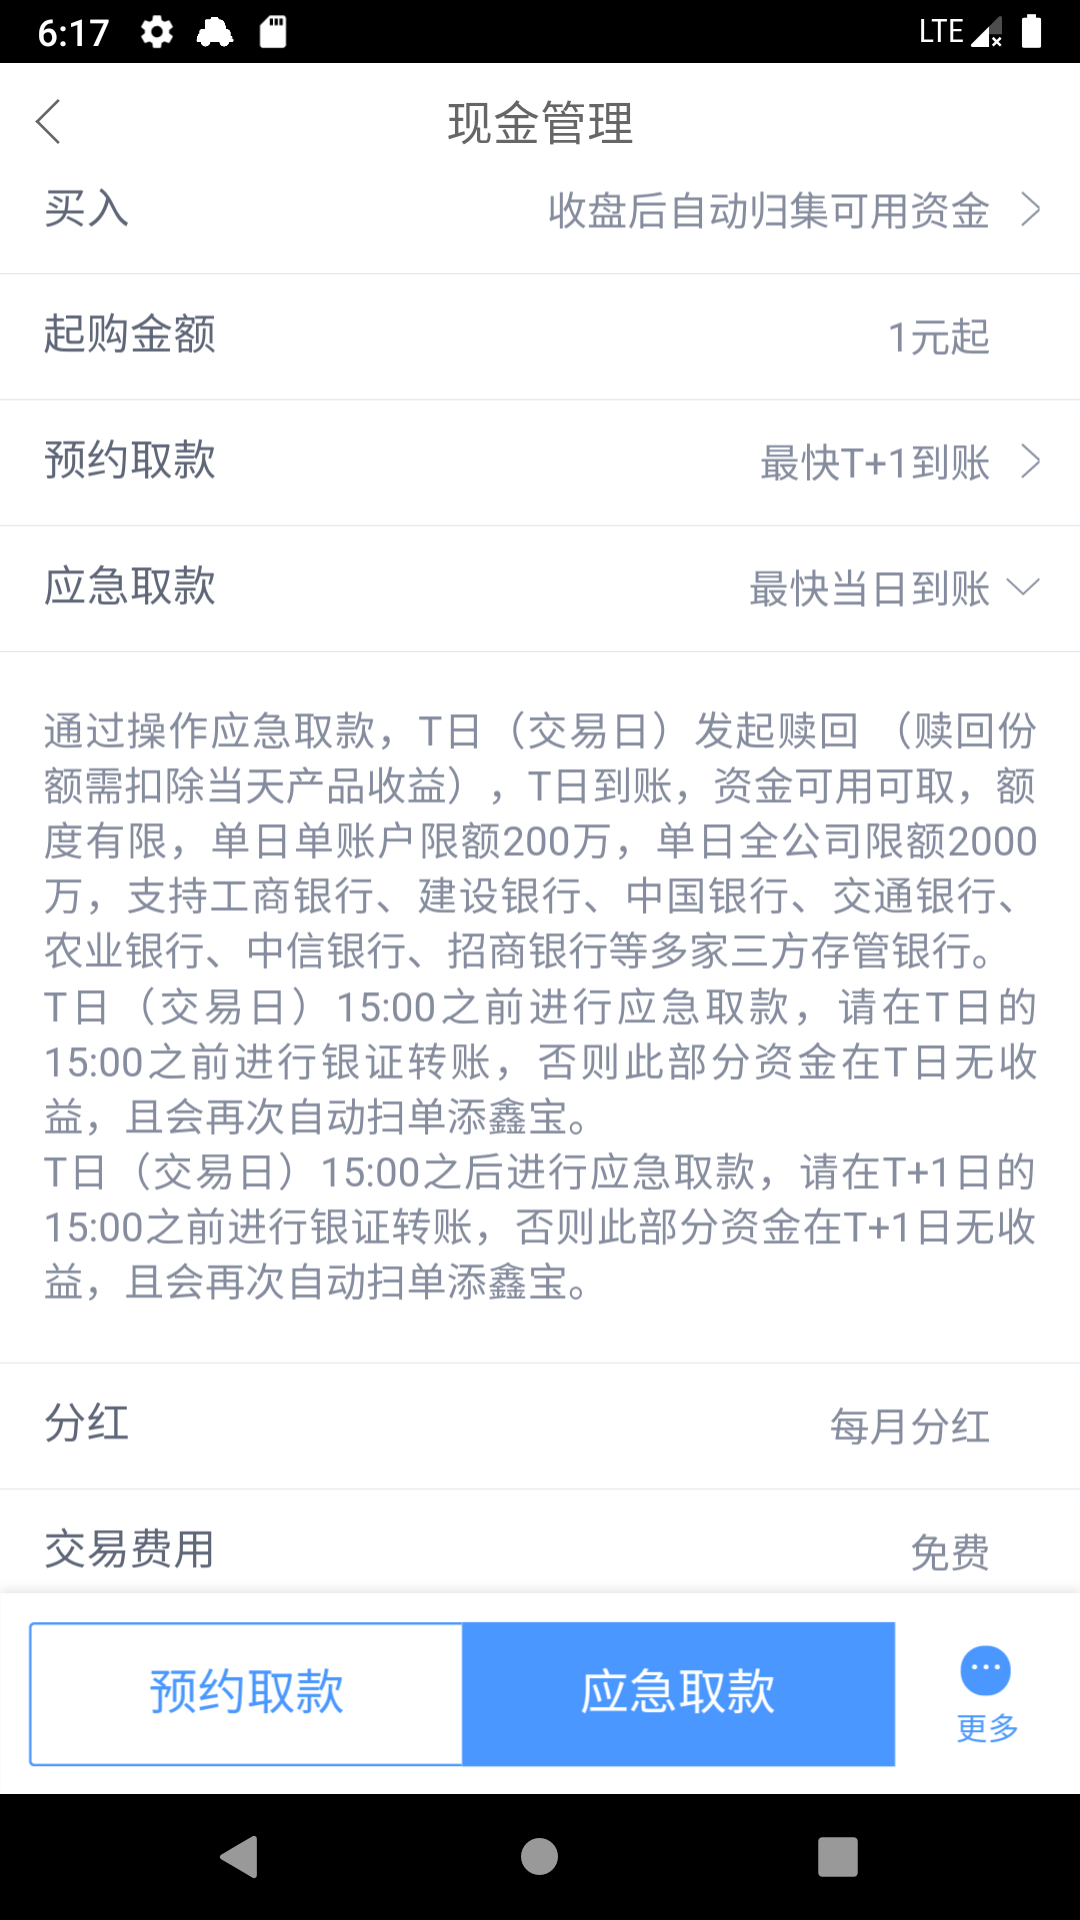 6:17
LTE
现金管理
买入
收盘后自动归集可用资金
起购金额
1元起
预约取款
最快T+1到账
应急取款
最快当日到账
通过操作应急取款，T日（交易日）发起赎回（赎回份
额需扣除当天产品收益），T日到账，资金可用可取，额
度有限，单日单账户限额200万，单日全公司限额2000
万，支持工商银行、建设银行、中国银行、交通银行、
农业银行、中信银行、招商银行等多家三方存管银行。
T日（交易日）15:00之前进行应急取款，请在T日的
15:00之前进行银证转账，否则此部分资金在T日无收
益，且会再次自动扫单添鑫宝。
T日（交易日）15:00之后进行应急取款，请在T+1日的
15:00之前进行银证转账，否则此部分资金在T+1日无收
益，且会再次自动扫单添鑫宝。
分红
每月分红
交易费用
免费
预约取款
应急取款
更多